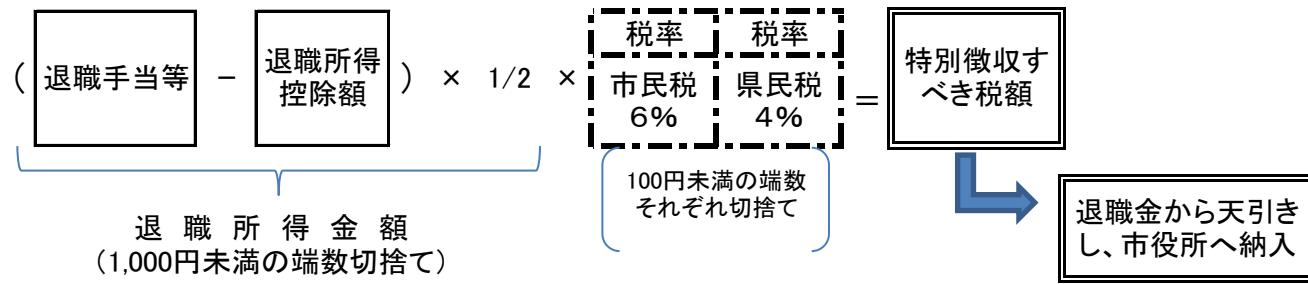 (
退職手当等
－
退職所得
控除額
)
×
1/2
×
税率
税率
市民税
6%
県民税
4%
＝
特別徴収す
べき税額
100円未満の端数
それぞれ切捨て
退職所得金額
（1,000円未満の端数切捨て）
退職金から天引き
し、市役所へ納入